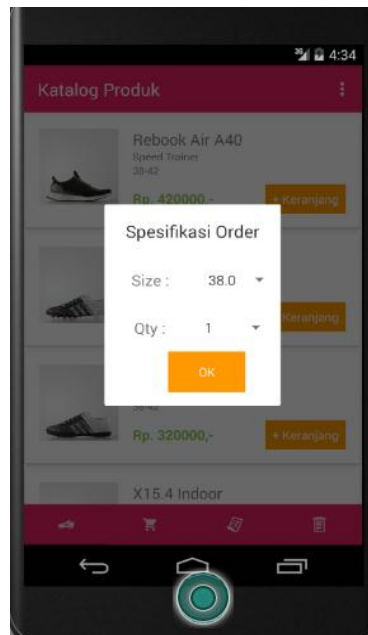 3G 4:34
Katalog Produk
Rebook Air A40
Speed Trainer
38-42
Rp. 420000,-
+ Keranjang
Spesifikasi Order
Size : 38.0
Qty : 1
OK
Keranjang
38-42
Rp. 320000,-
+ Keranjang
X15.4 Indoor